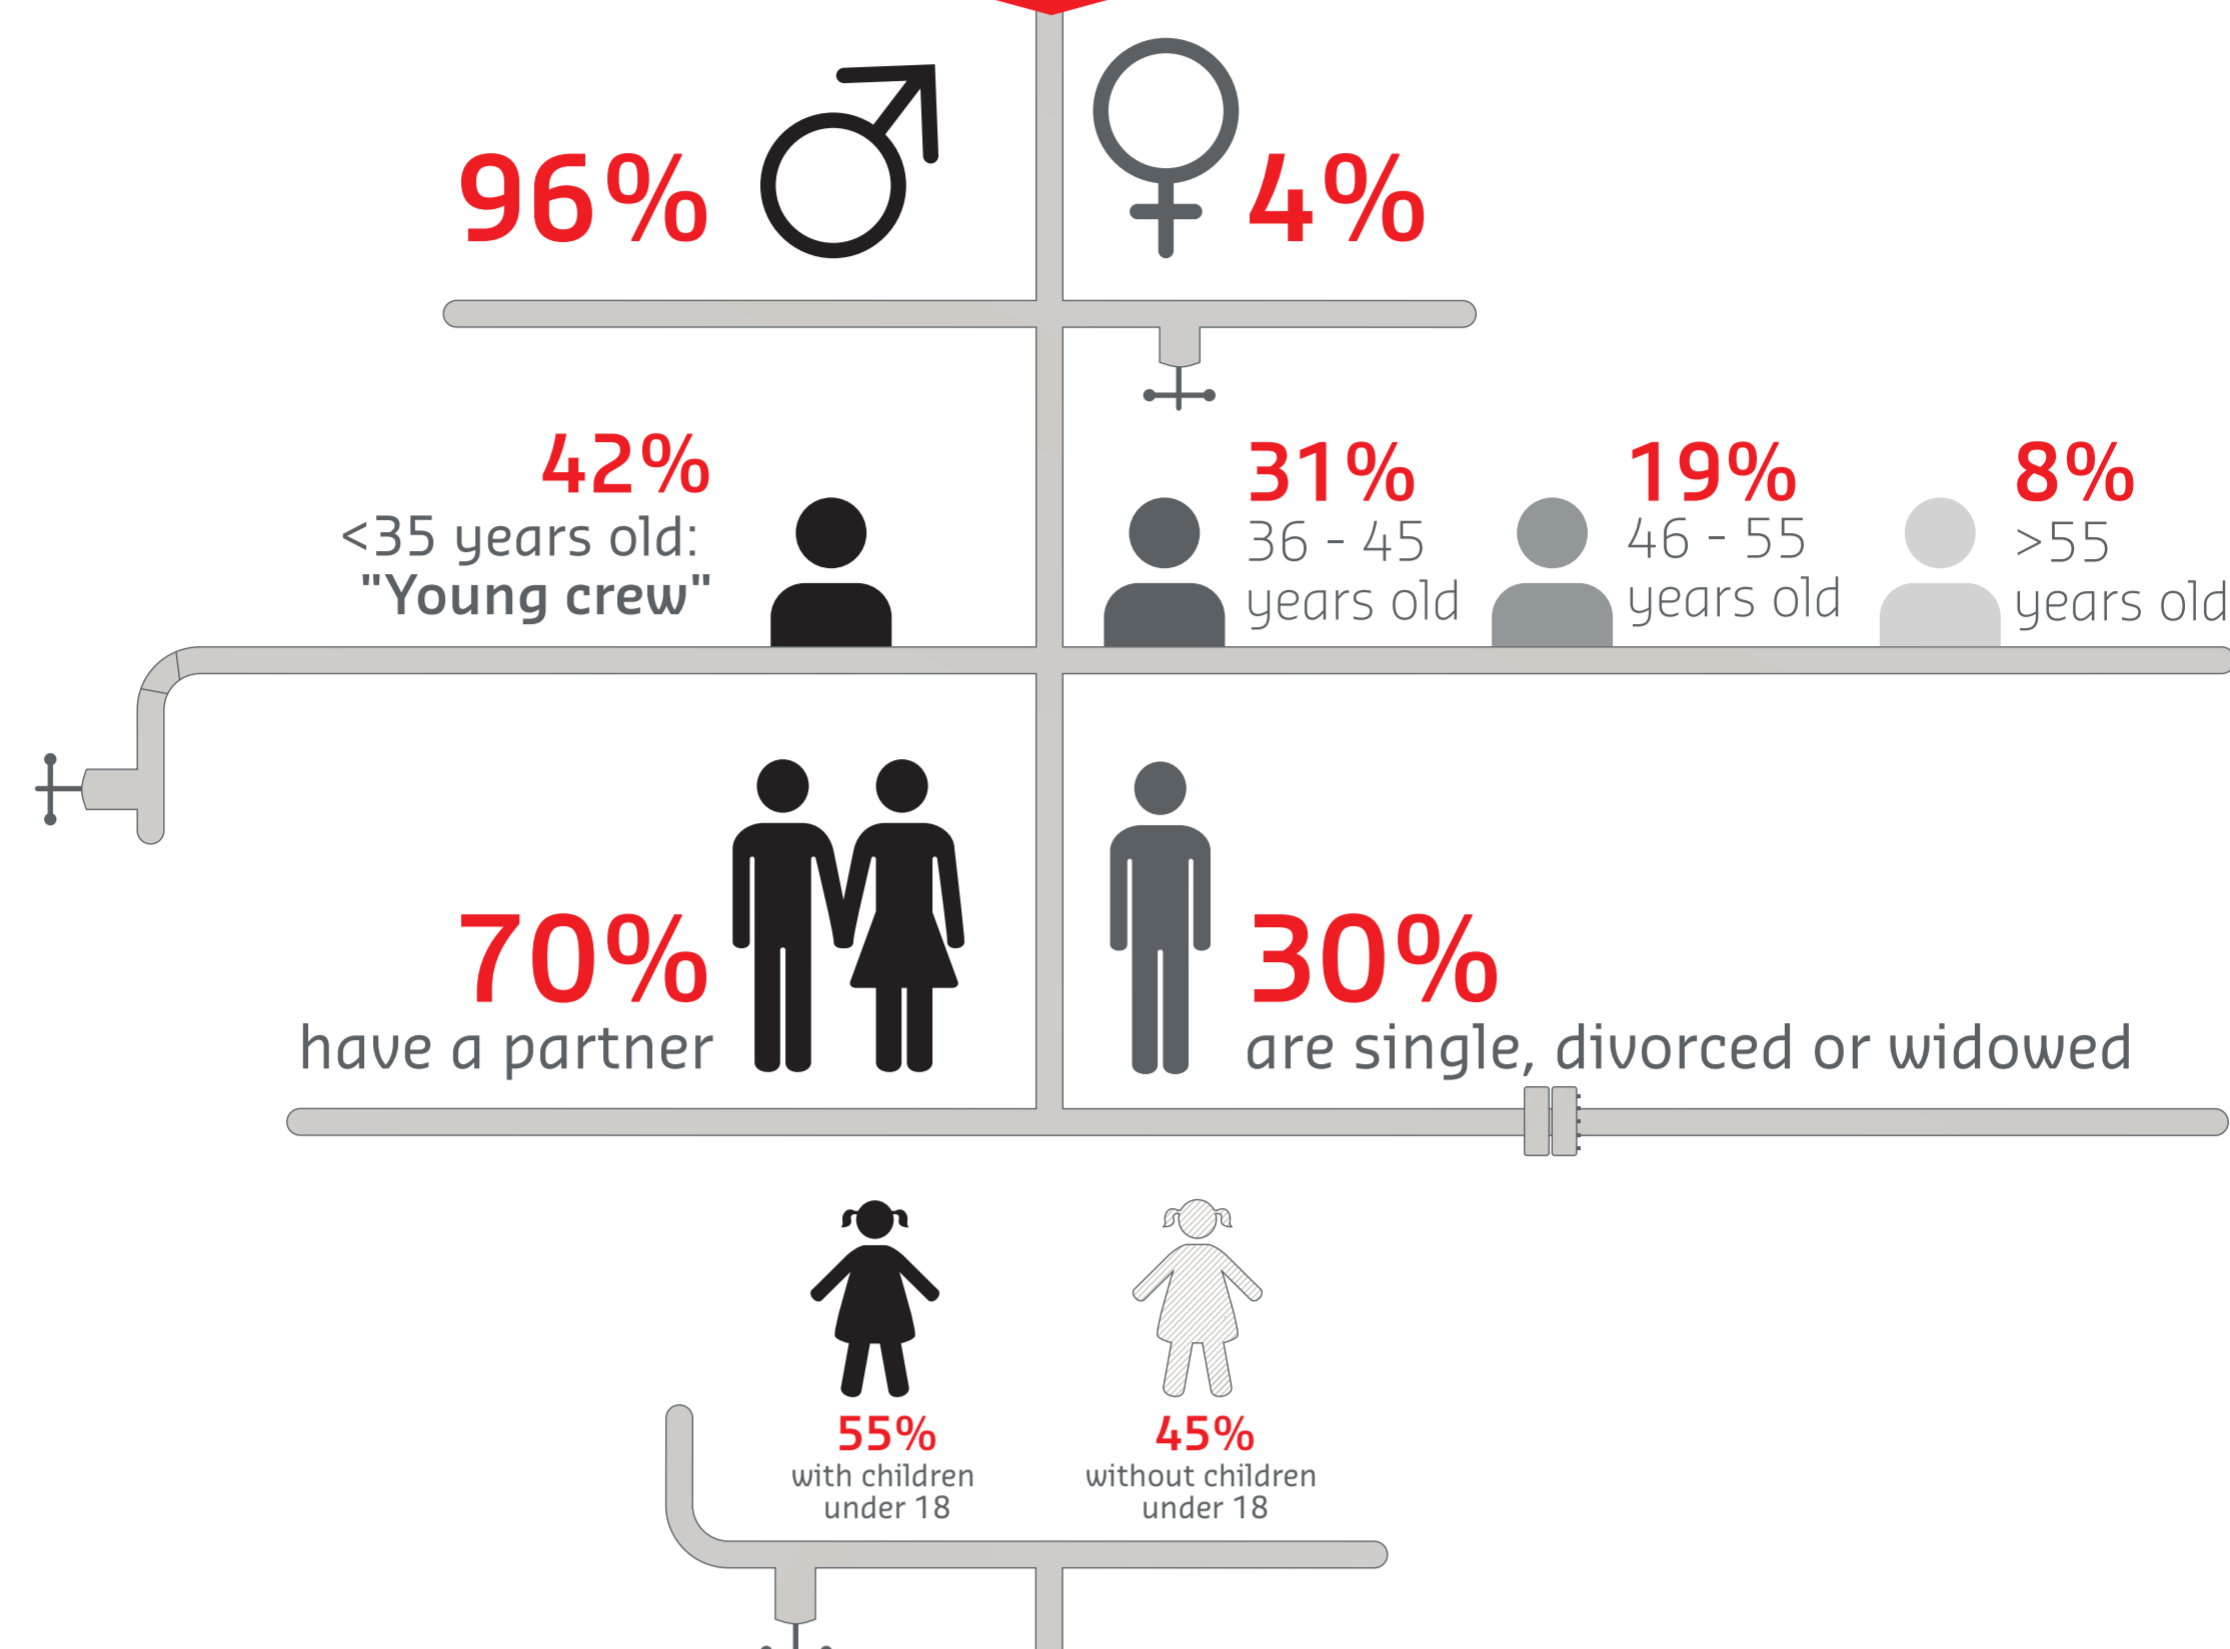 96%
4%
42%
<35 years old:
"Young crew"
31%
36 - 45
years old
19%
46 - 55
years old
8%
>55
years old
70%
have a partner
30%
are single, divorced or widowed
55%
with children
under 18
45%
without children
under 18